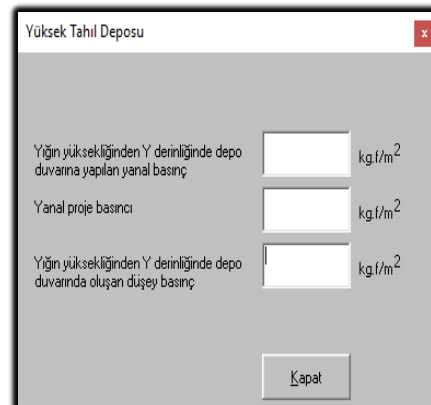 Yüksek Tahıl Deposu
x
Yığın yüksekliğinden Y derinliğinde depo
duvarına yapılan yanal basınç
kg.f/m2
Yanal proje basıncı
kg.f/m2
Yığın yüksekliğinden Y derinliğinde depo
duvarında oluşan düşey basınç
kg.f/m2
Kapat